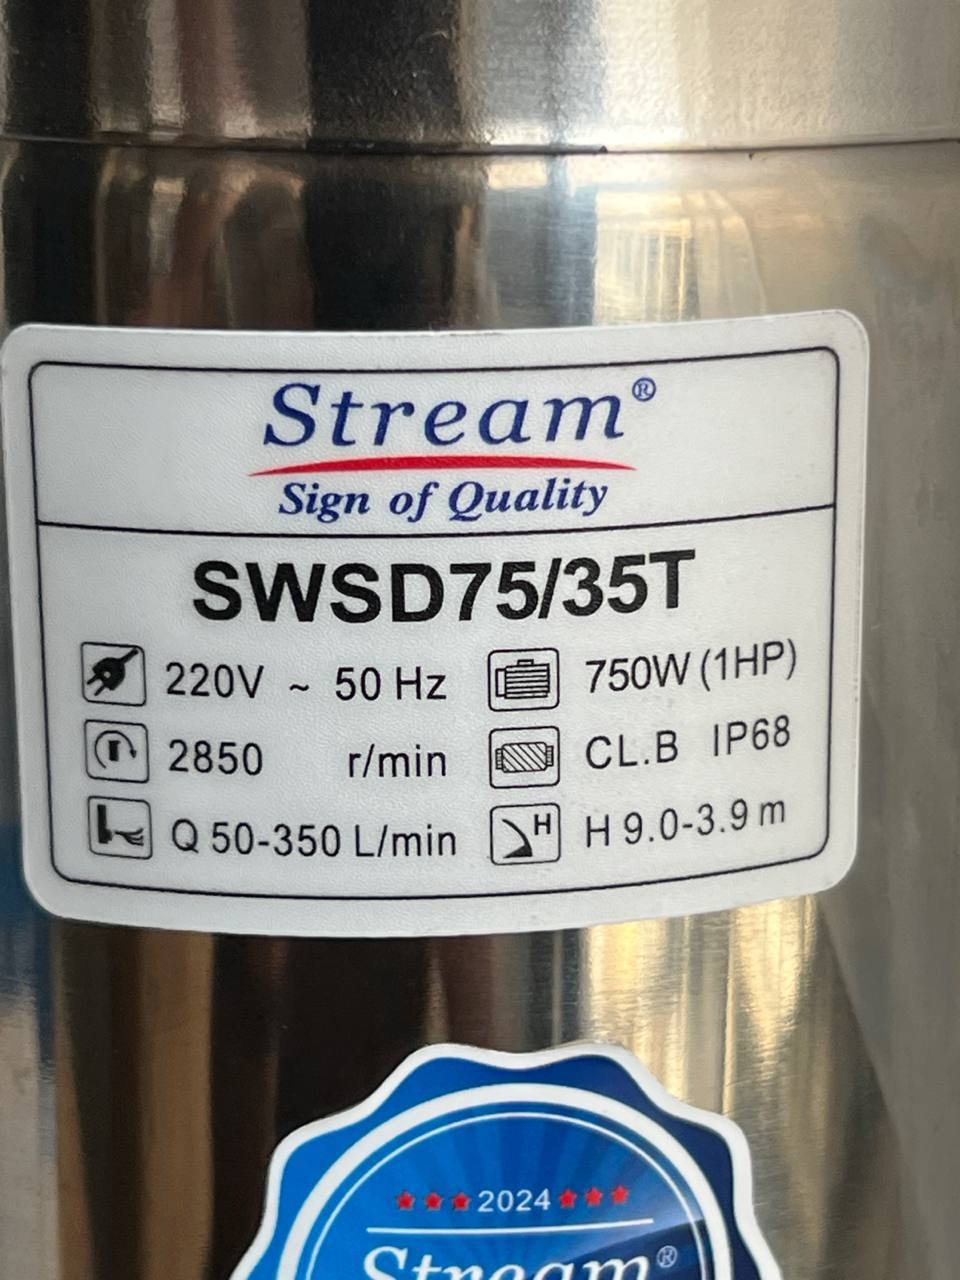 Stream®
Sign of Quality
SWSD75/35T
220V ~ 50 Hz 750W (1HP)
2850 r/min CL.B IP68
Q 50-350 L/min H H 9.0-3.9 m
2024
Stream®